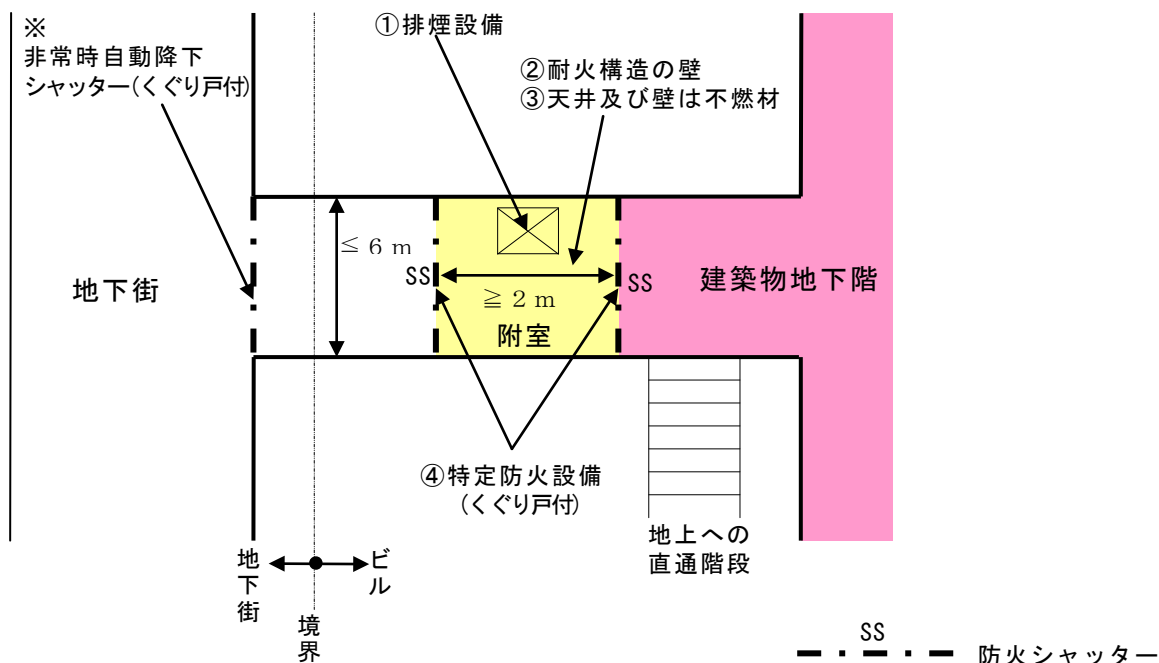 ※
非常時自動降下
シャッター(くぐり戸付)
①排煙設備
②耐火構造の壁
③天井及び壁は不燃材
≦6m
地下街
SS
≧2m
附室
SS
建築物地下階
④特定防火設備
(くぐり戸付)
地上への
直通階段
地下街
ビル
境界
SS
防火シャッター